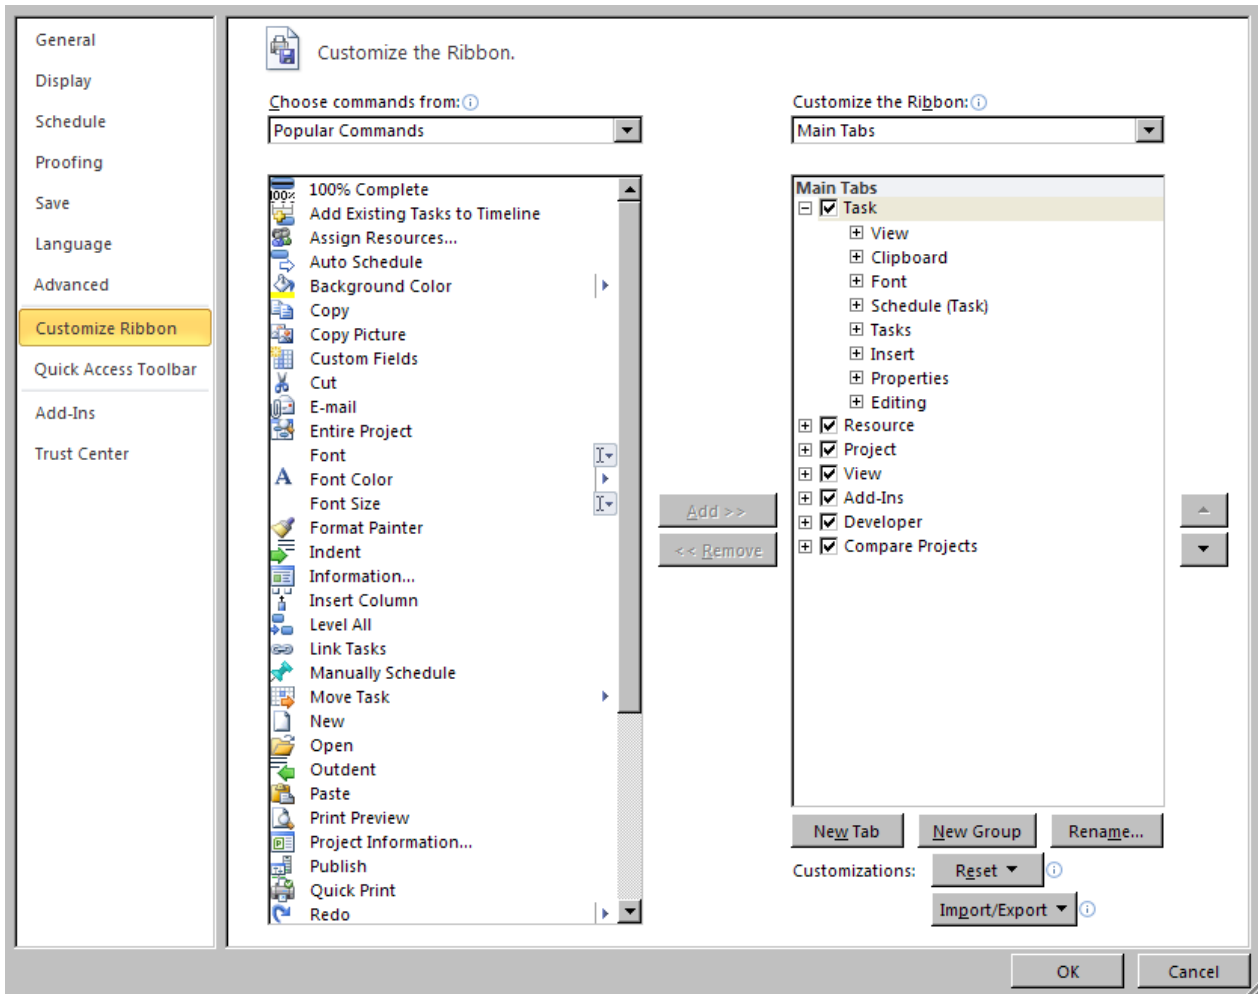 General
Display
Schedule
Proofing
Save
Language
Advanced
Customize Ribbon
Quick Access Toolbar
Add-Ins
Trust Center
Customize the Ribbon.
Choose commands from:
Popular Commands
100% Complete
Add Existing Tasks to Timeline
Assign Resources...
Auto Schedule
Background Color
Copy
Copy Picture
Custom Fields
Cut
E-mail
Entire Project
Font
Font Color
Font Size
Format Painter
Indent
Information...
Insert Column
Level All
Link Tasks
Manually Schedule
Move Task
New
Open
Outdent
Paste
Print Preview
Project Information...
Publish
Quick Print
Redo
Add >>
<< Remove
Customize the Ribbon:
Main Tabs
Main Tabs
Task
View
Clipboard
Font
Schedule (Task)
Tasks
Insert
Properties
Editing
Resource
Project
View
Add-Ins
Developer
Compare Projects
New Tab New Group Rename...
Customizations: Reset
Import/Export
OK Cancel